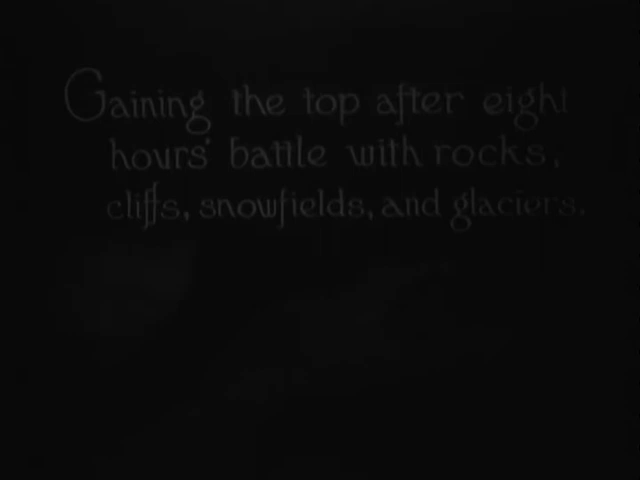 Gaining the top after eight
hours' battle with rocks,
cliffs, snowfields, and glaciers.